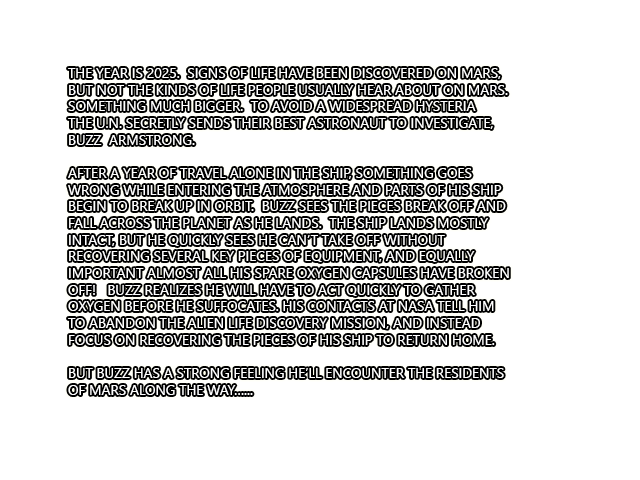 THE YEAR IS 2025.  SIGNS OF LIFE HAVE BEEN DISCOVERED ON MARS,
BUT NOT THE KINDS OF LIFE PEOPLE USUALLY HEAR ABOUT ON MARS.
SOMETHING MUCH BIGGER.  TO AVOID A WIDESPREAD HYSTERIA
THE U.N. SECRETLY SENDS THEIR BEST ASTRONAUT TO INVESTIGATE,
BUZZ  ARMSTRONG.

AFTER A YEAR OF TRAVEL ALONE IN THE SHIP, SOMETHING GOES
WRONG WHILE ENTERING THE ATMOSPHERE AND PARTS OF HIS SHIP
BEGIN TO BREAK UP IN ORBIT.  BUZZ SEES THE PIECES BREAK OFF AND
FALL ACROSS THE PLANET AS HE LANDS.  THE SHIP LANDS MOSTLY
INTACT, BUT HE QUICKLY SEES HE CAN'T TAKE OFF WITHOUT
RECOVERING SEVERAL KEY PIECES OF EQUIPMENT, AND EQUALLY
IMPORTANT ALMOST ALL HIS SPARE OXYGEN CAPSULES HAVE BROKEN
OFF!   BUZZ REALIZES HE WILL HAVE TO ACT QUICKLY TO GATHER
OXYGEN BEFORE HE SUFFOCATES. HIS CONTACTS AT NASA TELL HIM
TO ABANDON THE ALIEN LIFE DISCOVERY MISSION, AND INSTEAD
FOCUS ON RECOVERING THE PIECES OF HIS SHIP TO RETURN HOME.

BUT BUZZ HAS A STRONG FEELING HE'LL ENCOUNTER THE RESIDENTS
OF MARS ALONG THE WAY......